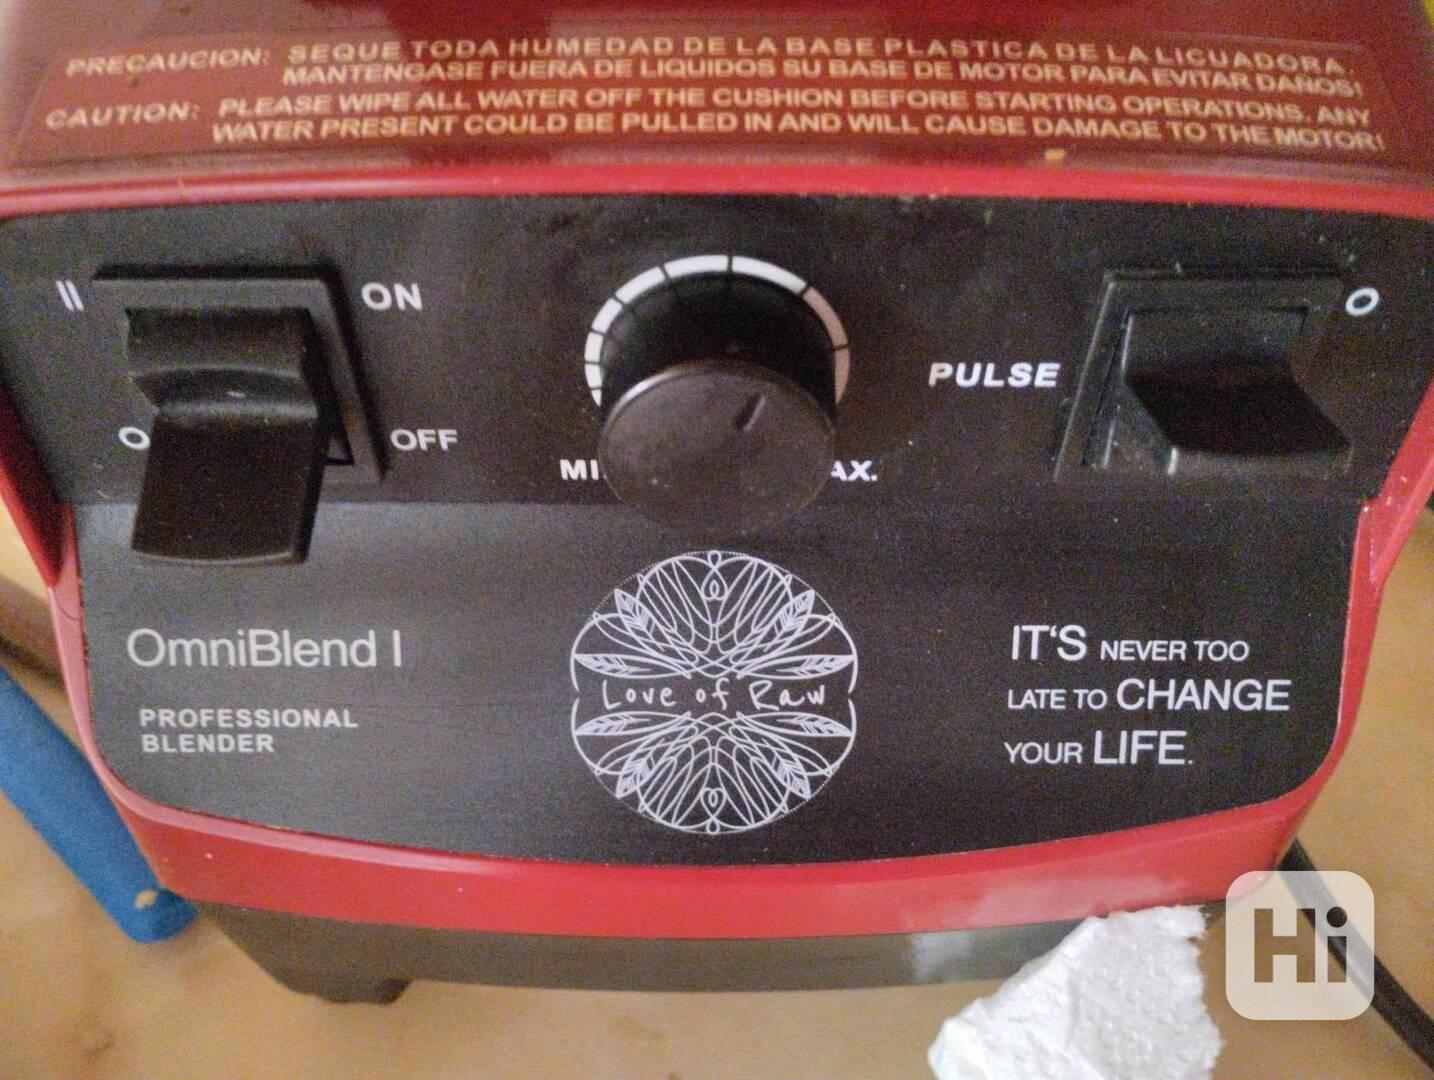 PRECAUCION: SEQUE TODA HUMEDAD DE LA BASE PLASTICA DE LA LICUADORA.
MANTENGASE FUERA DE LIQUIDOS SU BASE DE MOTOR PARA EVITAR DAÑOS!
CAUTION: PLEASE WIPE ALL WATER OFF THE CUSHION BEFORE STARTING OPERATIONS. ANY
WATER PRESENT COULD BE PULLED IN AND WILL CAUSE DAMAGE TO THE MOTOR!
II ON
O OFF
PULSE
O
OmniBlend I
PROFESSIONAL
BLENDER
Love of Raw
IT'S NEVER TOO
LATE TO CHANGE
YOUR LIFE.
Hi